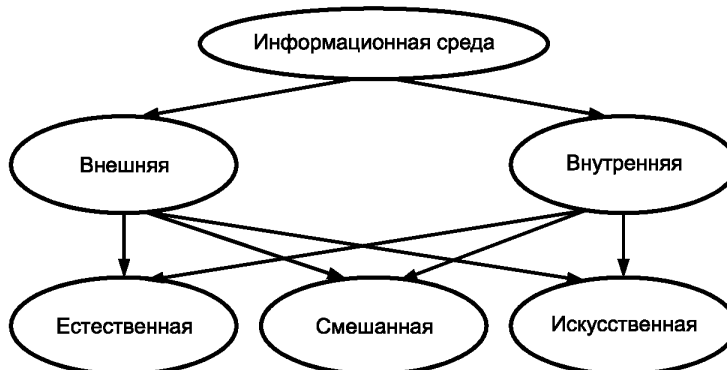 Информационная среда
Внешняя
Внутренняя
Естественная
Смешанная
Искусственная